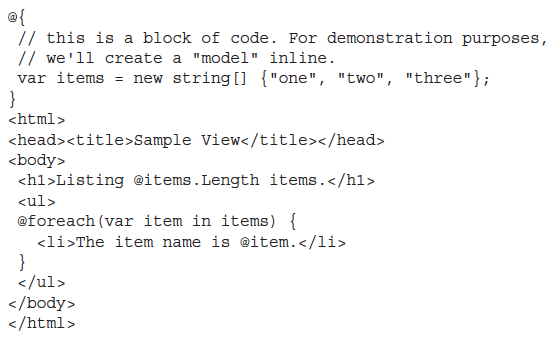 @{
// this is a block of code. For demonstration purposes,
// we'll create a "model" inline.
var items = new string[] {"one", "two", "three"};
}
<html>
<head><title>Sample View</title></head>
<body>
<h1>Listing @items.Length items.</h1>
<ul>
@foreach(var item in items) {
<li>The item name is @item.</li>
}
</ul>
</body>
</html>